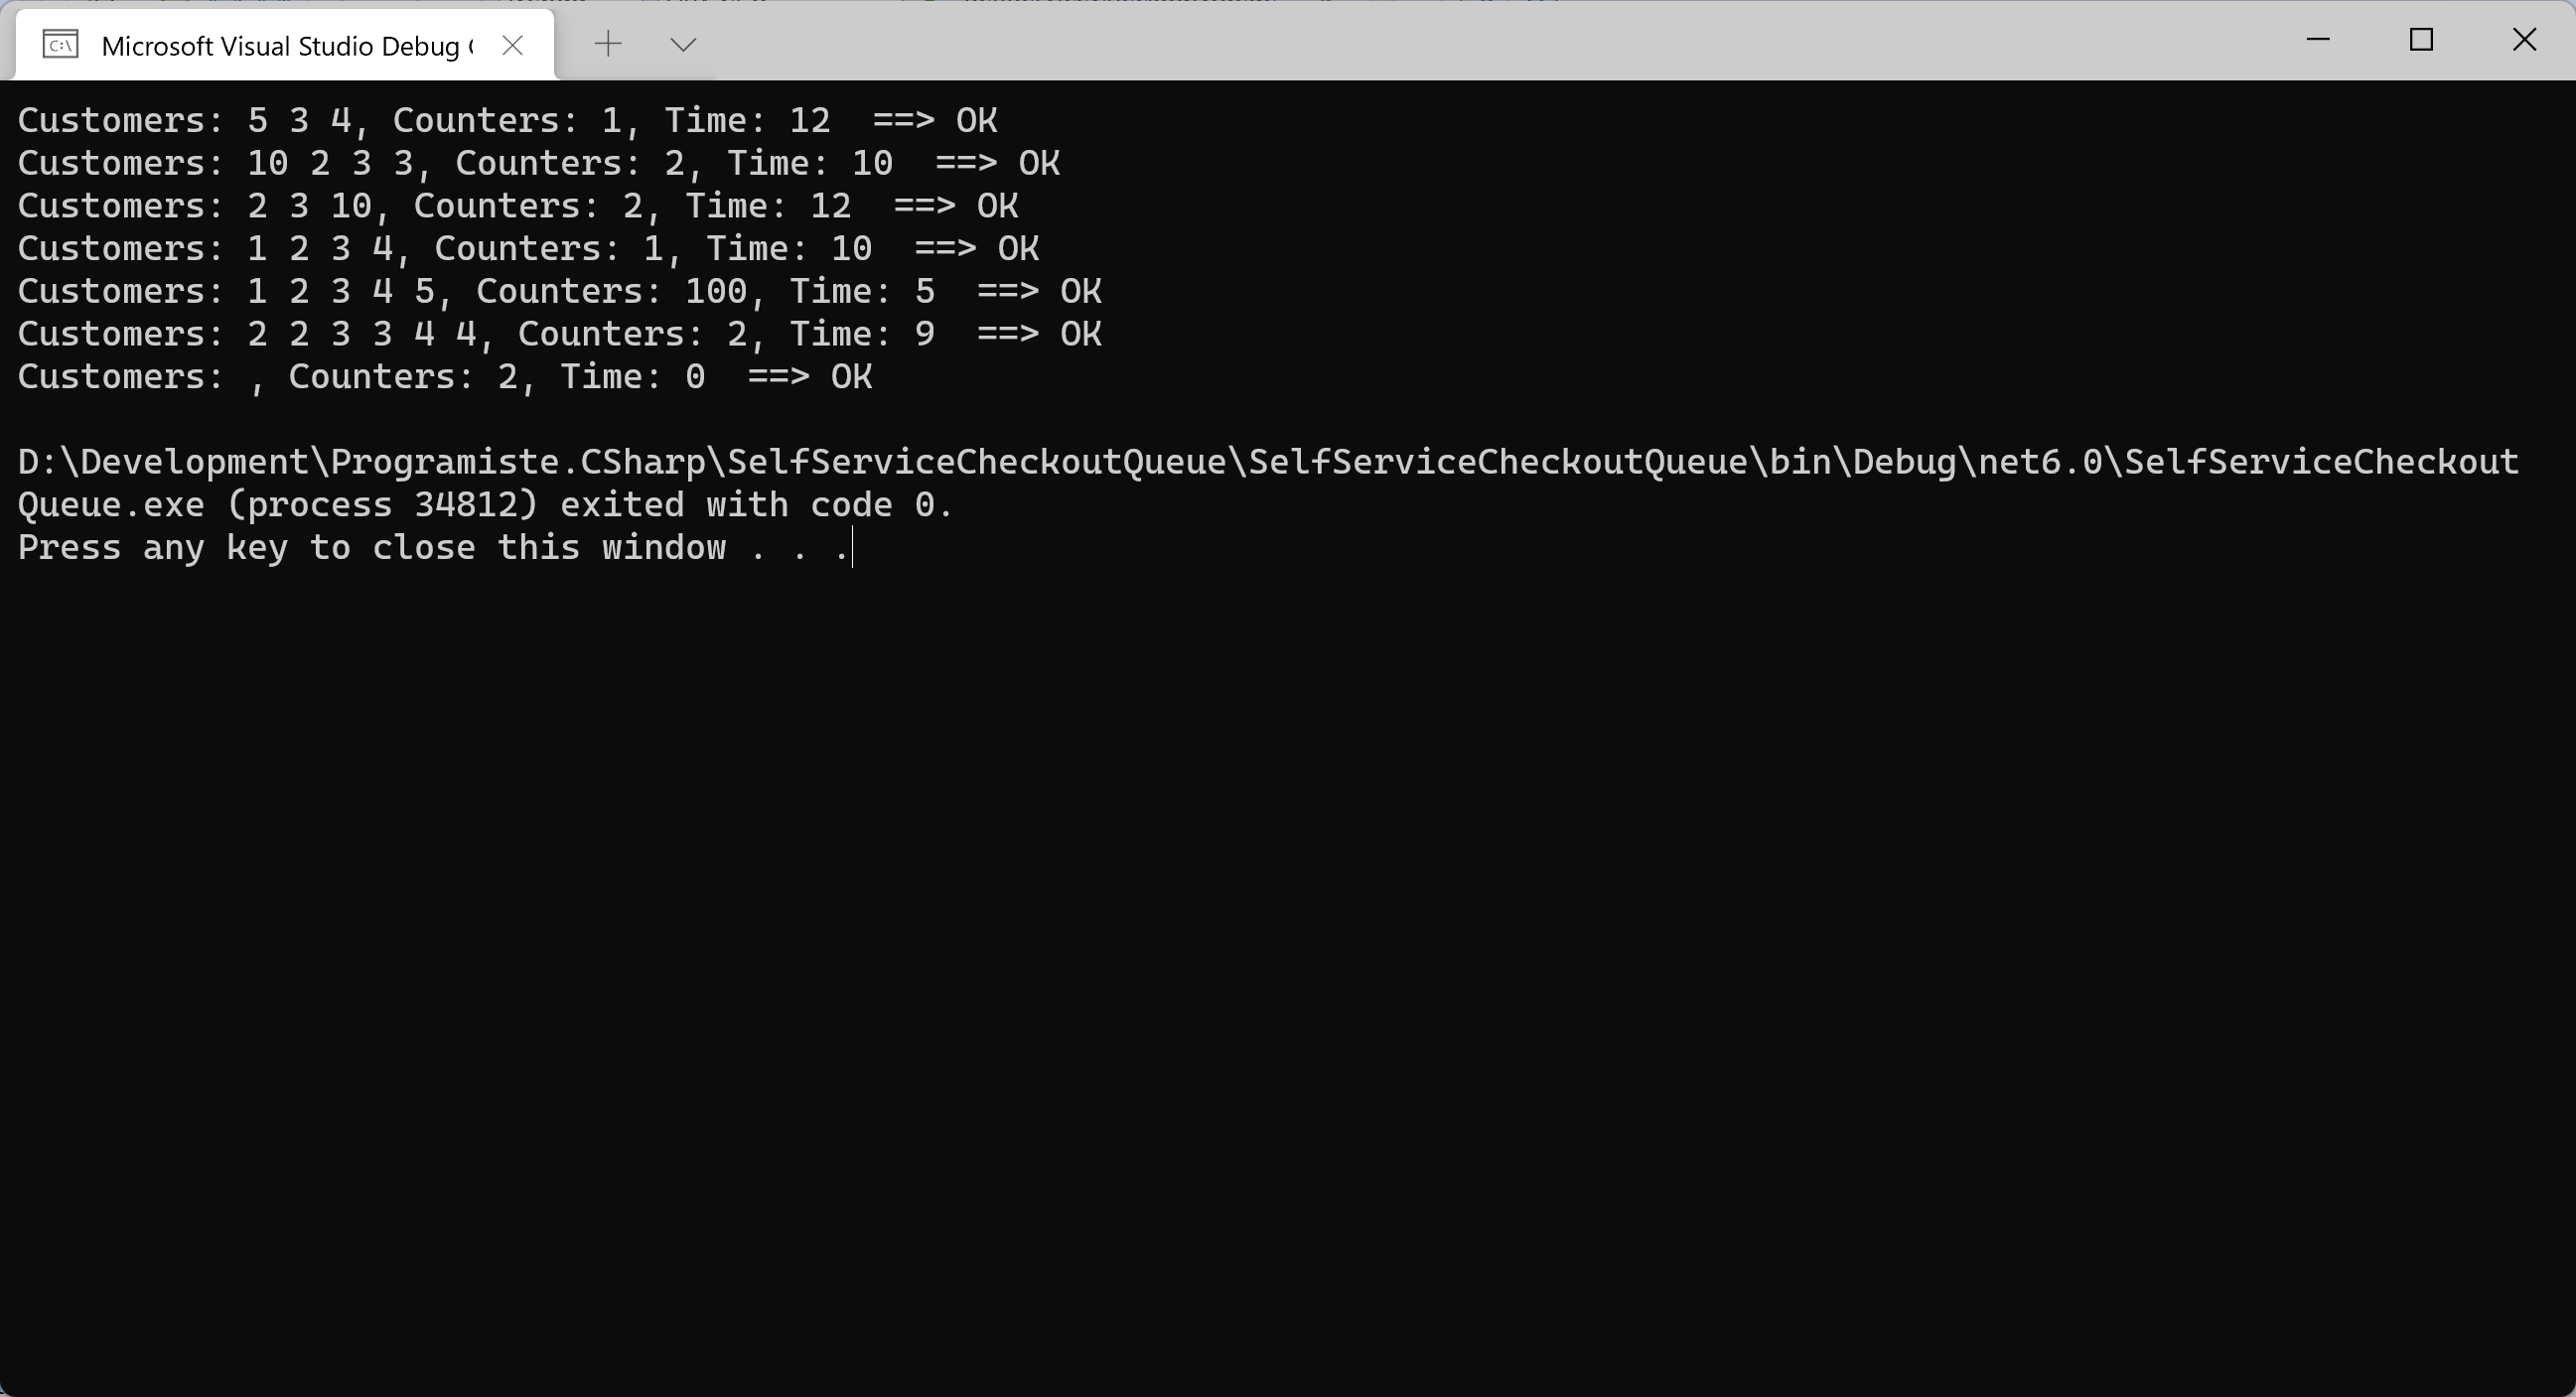 Microsoft Visual Studio Debug
Customers: 5 3 4, Counters: 1, Time: 12  ==> OK
Customers: 10 2 3 3, Counters: 2, Time: 10  ==> OK
Customers: 2 3 10, Counters: 2, Time: 12  ==> OK
Customers: 1 2 3 4, Counters: 1, Time: 10  ==> OK
Customers: 1 2 3 4 5, Counters: 100, Time: 5  ==> OK
Customers: 2 2 3 3 4 4, Counters: 2, Time: 9  ==> OK
Customers: , Counters: 2, Time: 0  ==> OK
D:\Development\Programiste.CSharp\SelfServiceCheckoutQueue\SelfServiceCheckoutQueue\bin\Debug\net6.0\SelfServiceCheckout
Queue.exe (process 34812) exited with code 0.
Press any key to close this window . . .